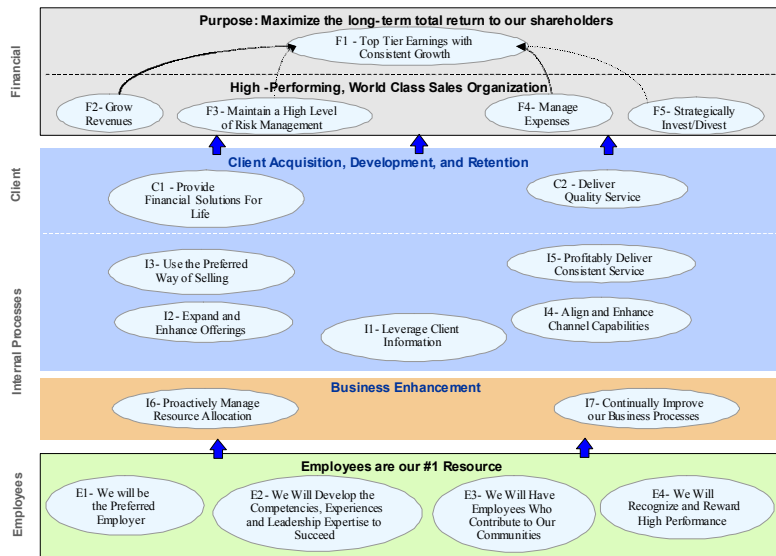 Purpose: Maximize the long-term total return to our shareholders
F1 - Top Tier Earnings with
Consistent Growth
Financial
High -Performing, World Class Sales Organization
F2- Grow
Revenues
F3- Maintain a High Level
of Risk Management
F4- Manage
Expenses
F5- Strategically
Invest/Divest
Client Acquisition, Development, and Retention
Client
C1 - Provide
Financial Solutions For
Life
C2 - Deliver
Quality Service
Internal Processes
I3- Use the Preferred
Way of Selling
I5- Profitably Deliver
Consistent Service
I2- Expand and
Enhance Offerings
I1- Leverage Client
Information
I4- Align and Enhance
Channel Capabilities
Business Enhancement
I6- Proactively Manage
Resource Allocation
I7- Continually Improve
our Business Processes
Employees are our #1 Resource
Employees
E1- We will be
the Preferred
Employer
E2 - We Will Develop the
Competencies, Experiences
and Leadership Expertise to
Succeed
E3- We Will Have
Employees Who
Contribute to Our
Communities
E4- We Will
Recognize and Reward
High Performance